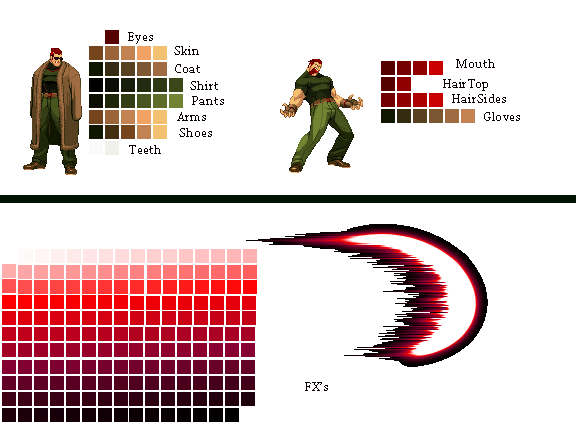 Eyes
Skin
Coat
Shirt
Pants
Arms
Shoes
Teeth
Mouth
HairTop
HairSides
Gloves
FX's